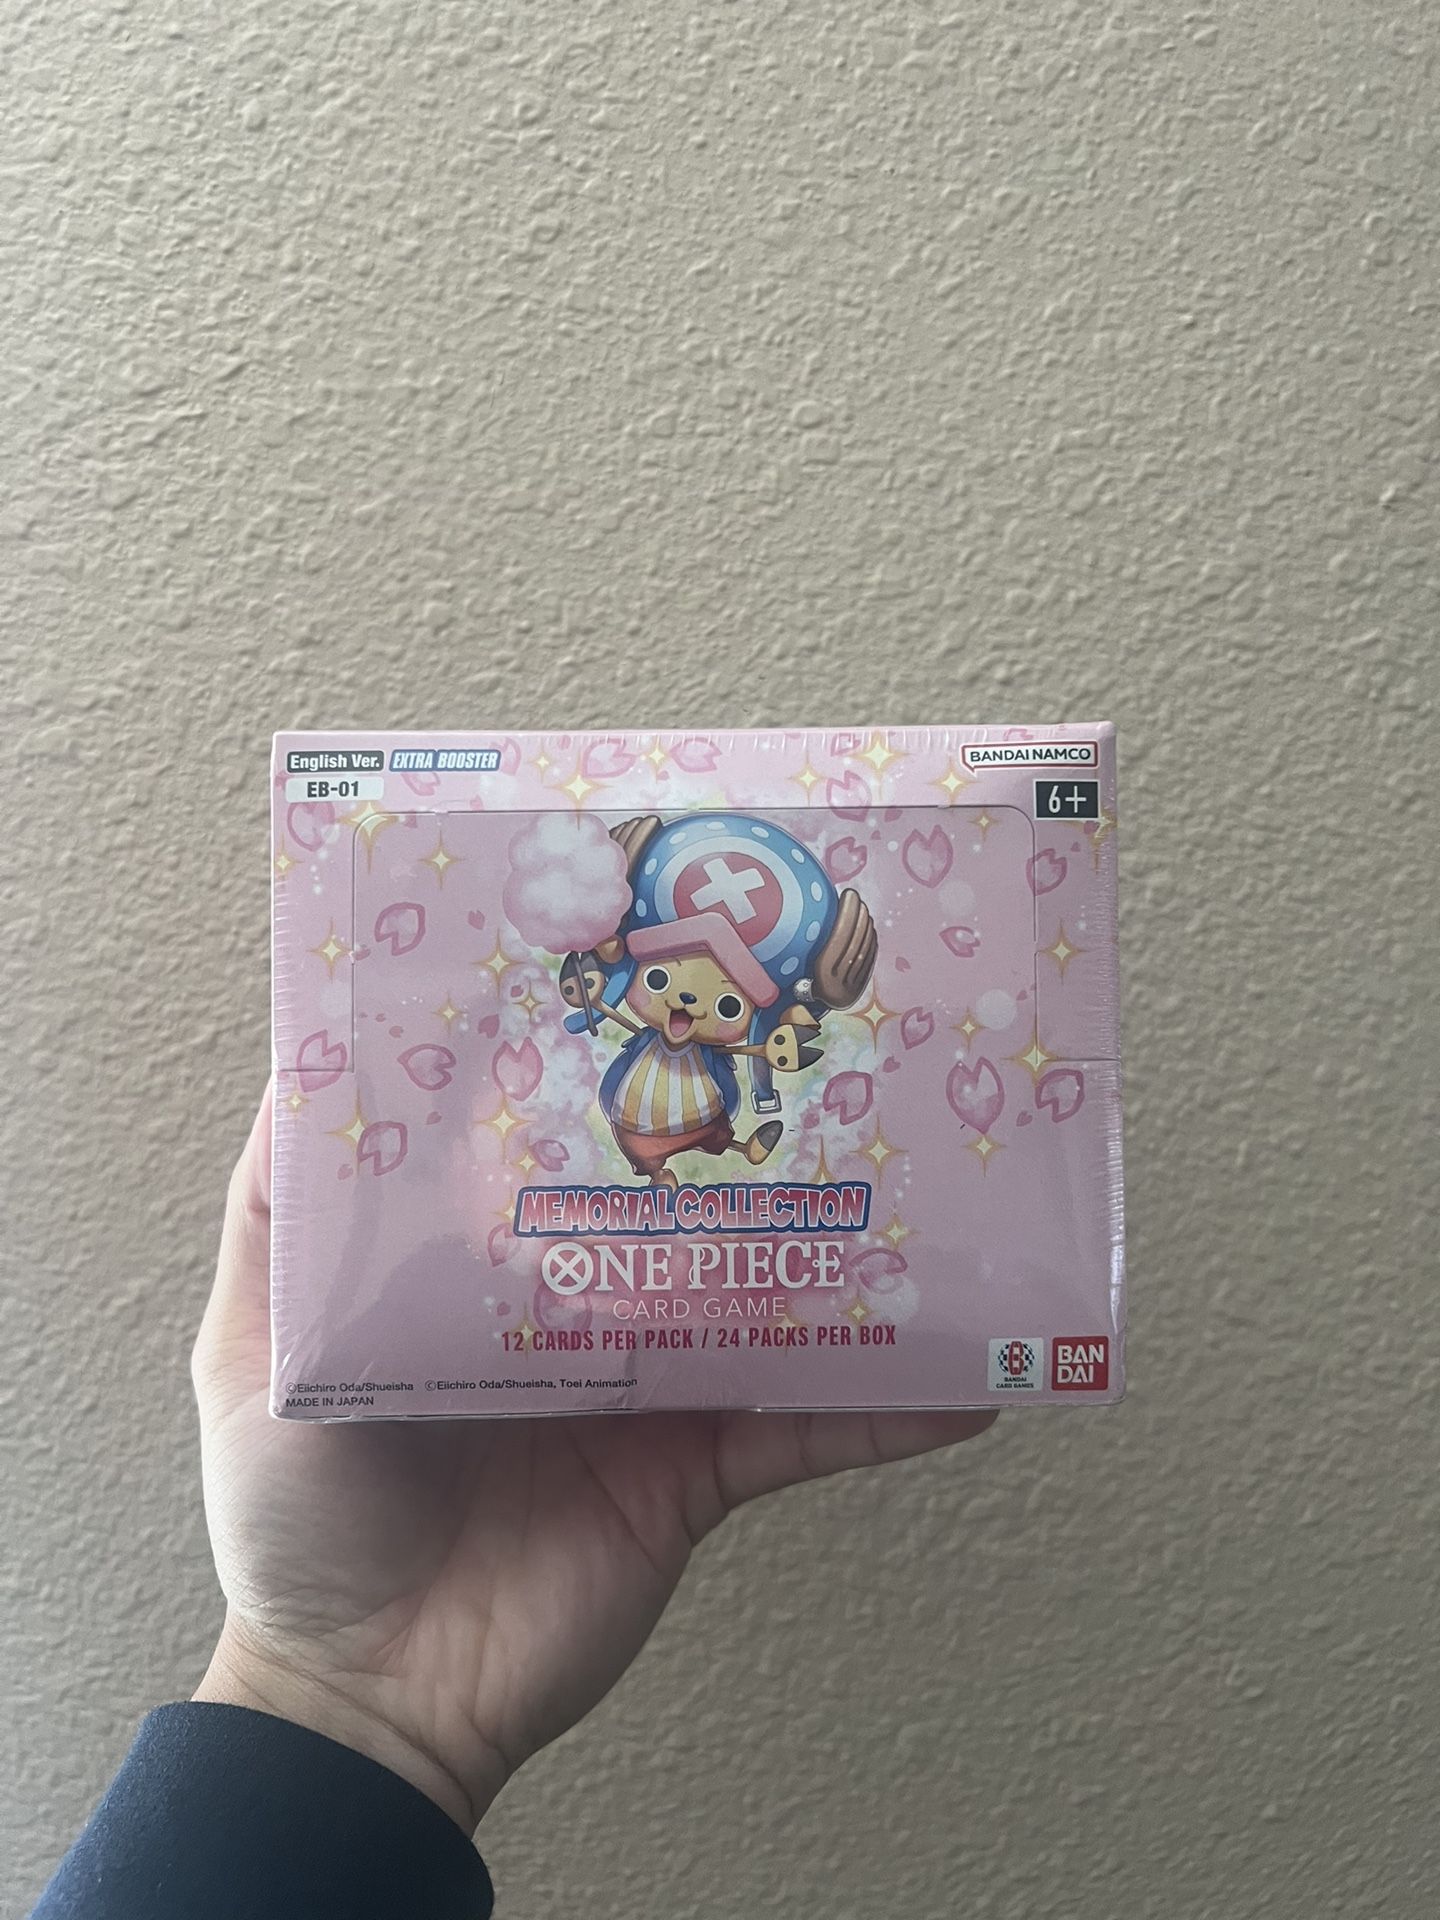 English Ver. EXTRA BOOSTER
EB-01
BANDAI NAMCO
6+
MEMORIAL COLLECTION
ONE PIECE
CARD GAME
12 CARDS PER PACK / 24 PACKS PER BOX
©Eiichiro Oda/Shueisha ©Eiichiro Oda/Shueisha, Toei Animation
MADE IN JAPAN
BANDAI
CARD GAMES
BAN
DAI